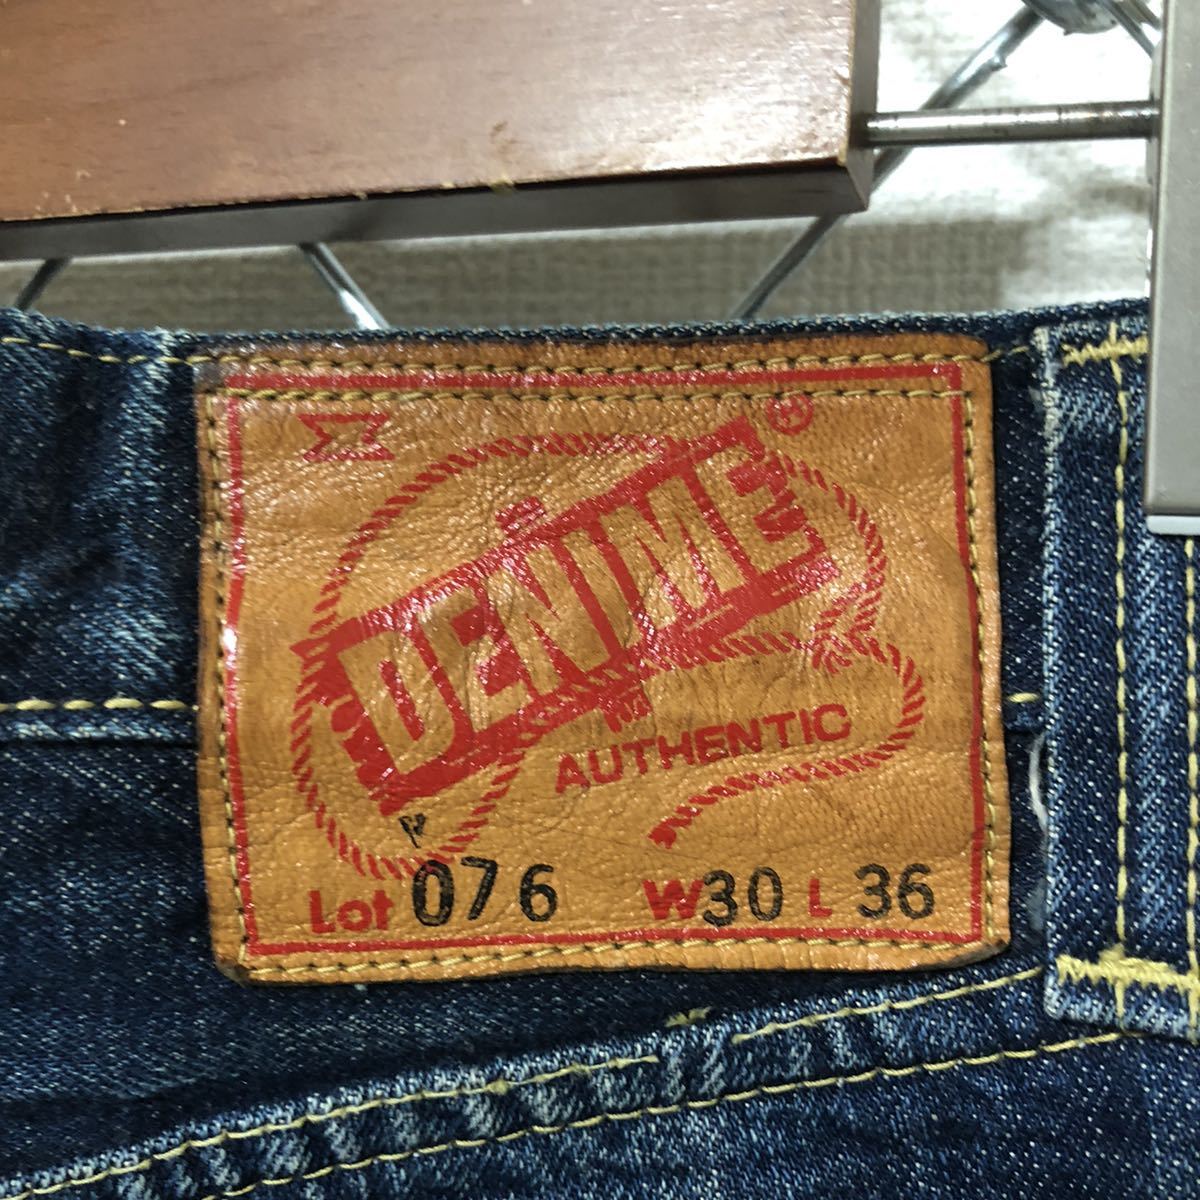 DENIME ®
AUTHENTIC
Lot 076 W30 L 36